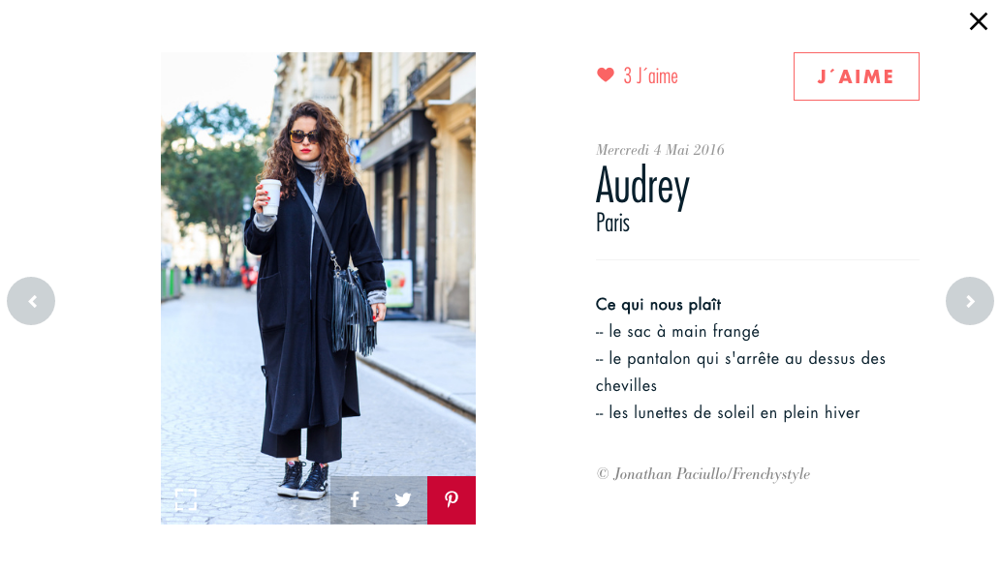 3 J´aime
J´AIME
Mercredi 4 Mai 2016
Audrey
Paris
Ce qui nous plaît
-- le sac à main frangé
-- le pantalon qui s'arrête au dessus des
chevilles
-- les lunettes de soleil en plein hiver
© Jonathan Paciullo/Frenchystyle